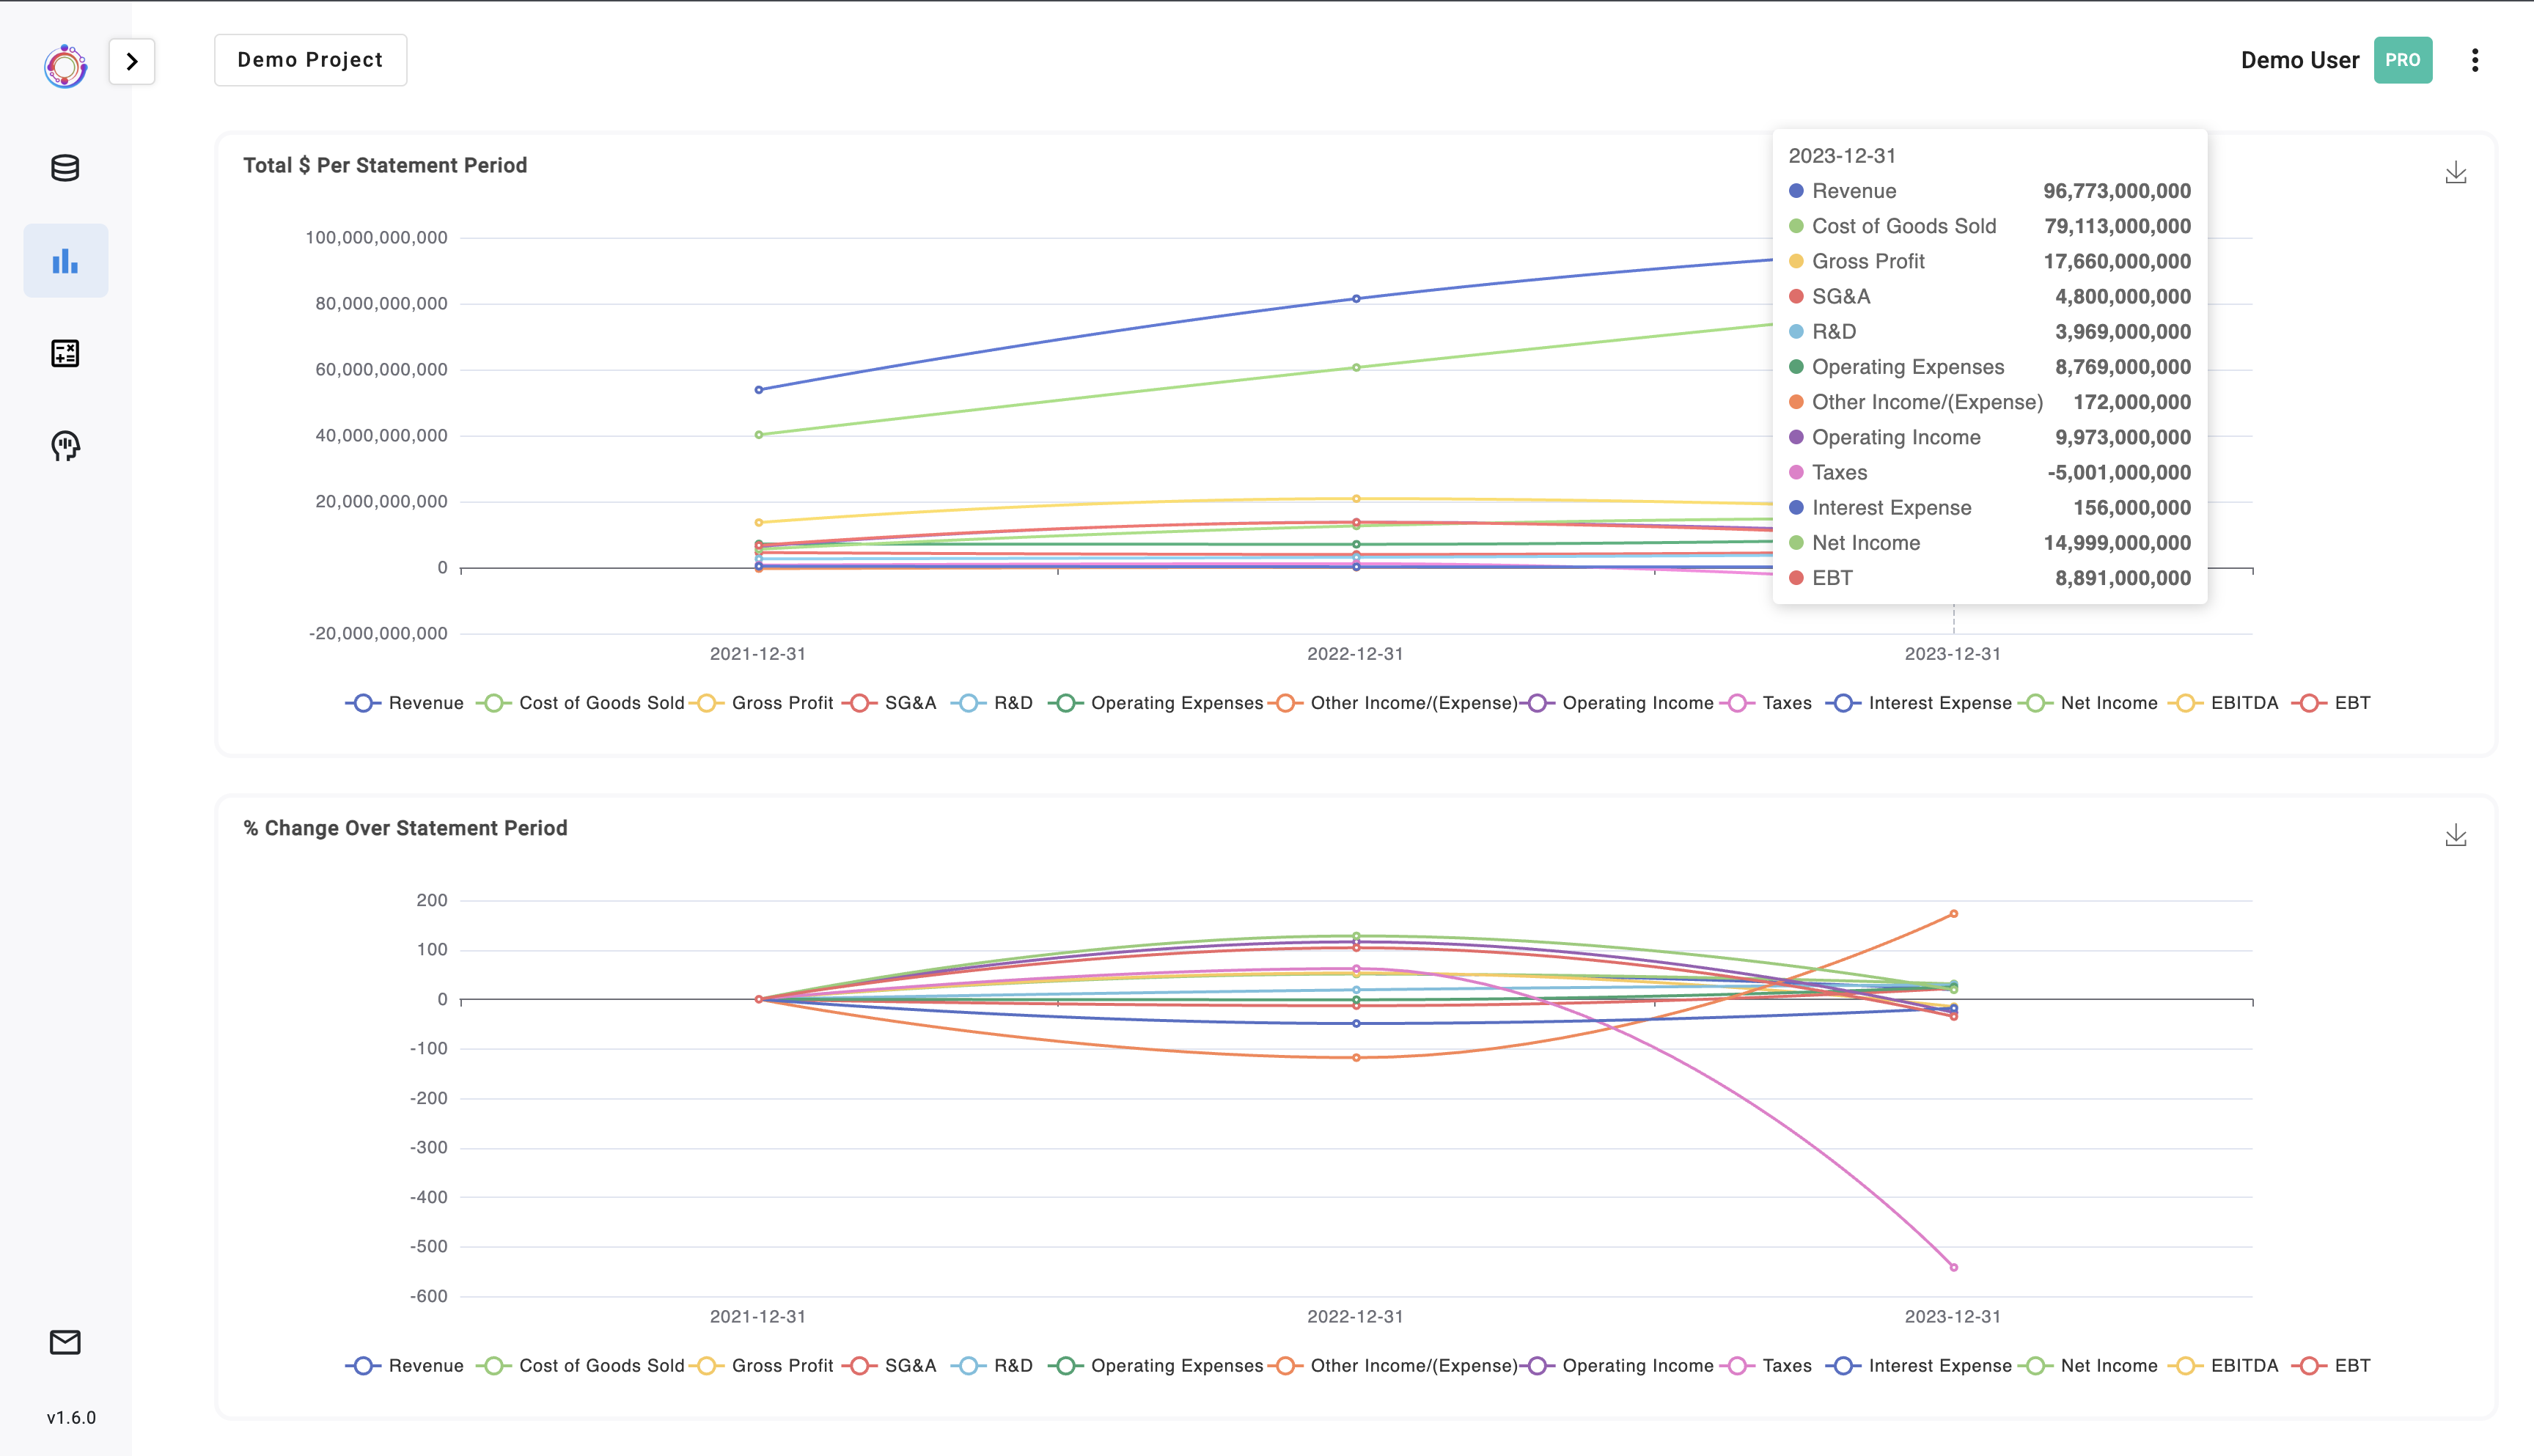 Demo Project
Demo User PRO
Total $ Per Statement Period
2023-12-31
Revenue 96,773,000,000
Cost of Goods Sold 79,113,000,000
Gross Profit 17,660,000,000
SG&A 4,800,000,000
R&D 3,969,000,000
Operating Expenses 8,769,000,000
Other Income/(Expense) 172,000,000
Operating Income 9,973,000,000
Taxes -5,001,000,000
Interest Expense 156,000,000
Net Income 14,999,000,000
EBT 8,891,000,000
100,000,000,000
80,000,000,000
60,000,000,000
40,000,000,000
20,000,000,000
0
-20,000,000,000
2021-12-31 2022-12-31 2023-12-31
Revenue Cost of Goods Sold Gross Profit SG&A R&D Operating Expenses Other Income/(Expense) Operating Income Taxes Interest Expense Net Income EBITDA EBT
% Change Over Statement Period
200
100
0
-100
-200
-300
-400
-500
-600
2021-12-31 2022-12-31 2023-12-31
Revenue Cost of Goods Sold Gross Profit SG&A R&D Operating Expenses Other Income/(Expense) Operating Income Taxes Interest Expense Net Income EBITDA EBT
v1.6.0